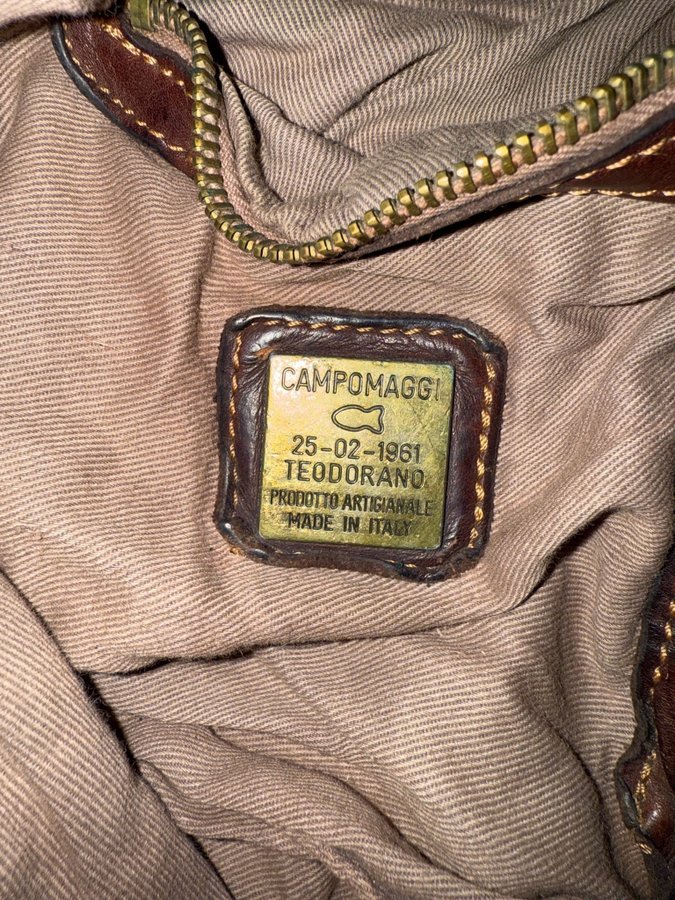 CAMPOMAGGI
25-02-1961
TEODORANO
PRODOTTO ARTIGIANALE
MADE IN ITALY